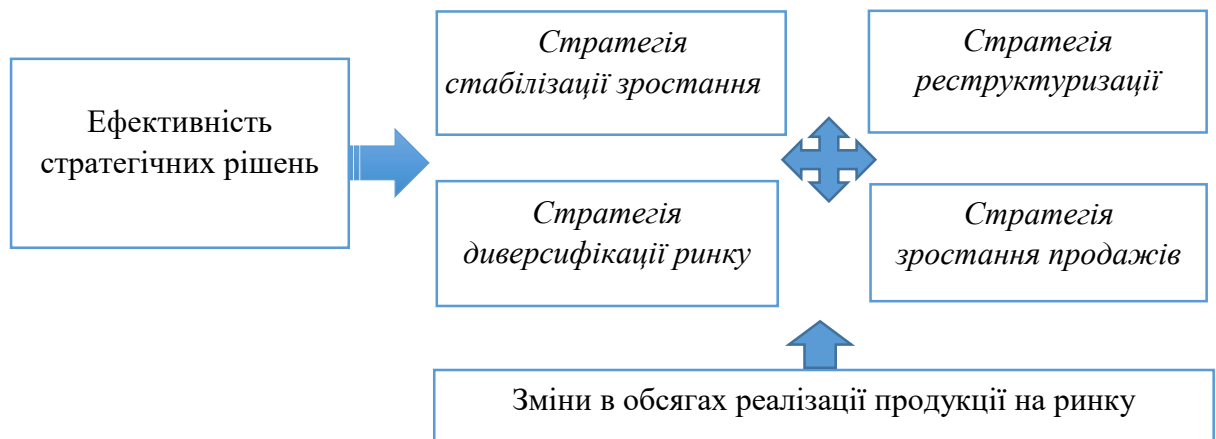 Ефективність
стратегічних рішень
Стратегія
стабілізації зростання
Стратегія
реструктуризації
Стратегія
диверсифікації ринку
Стратегія
зростання продажів
Зміни в обсягах реалізації продукції на ринку